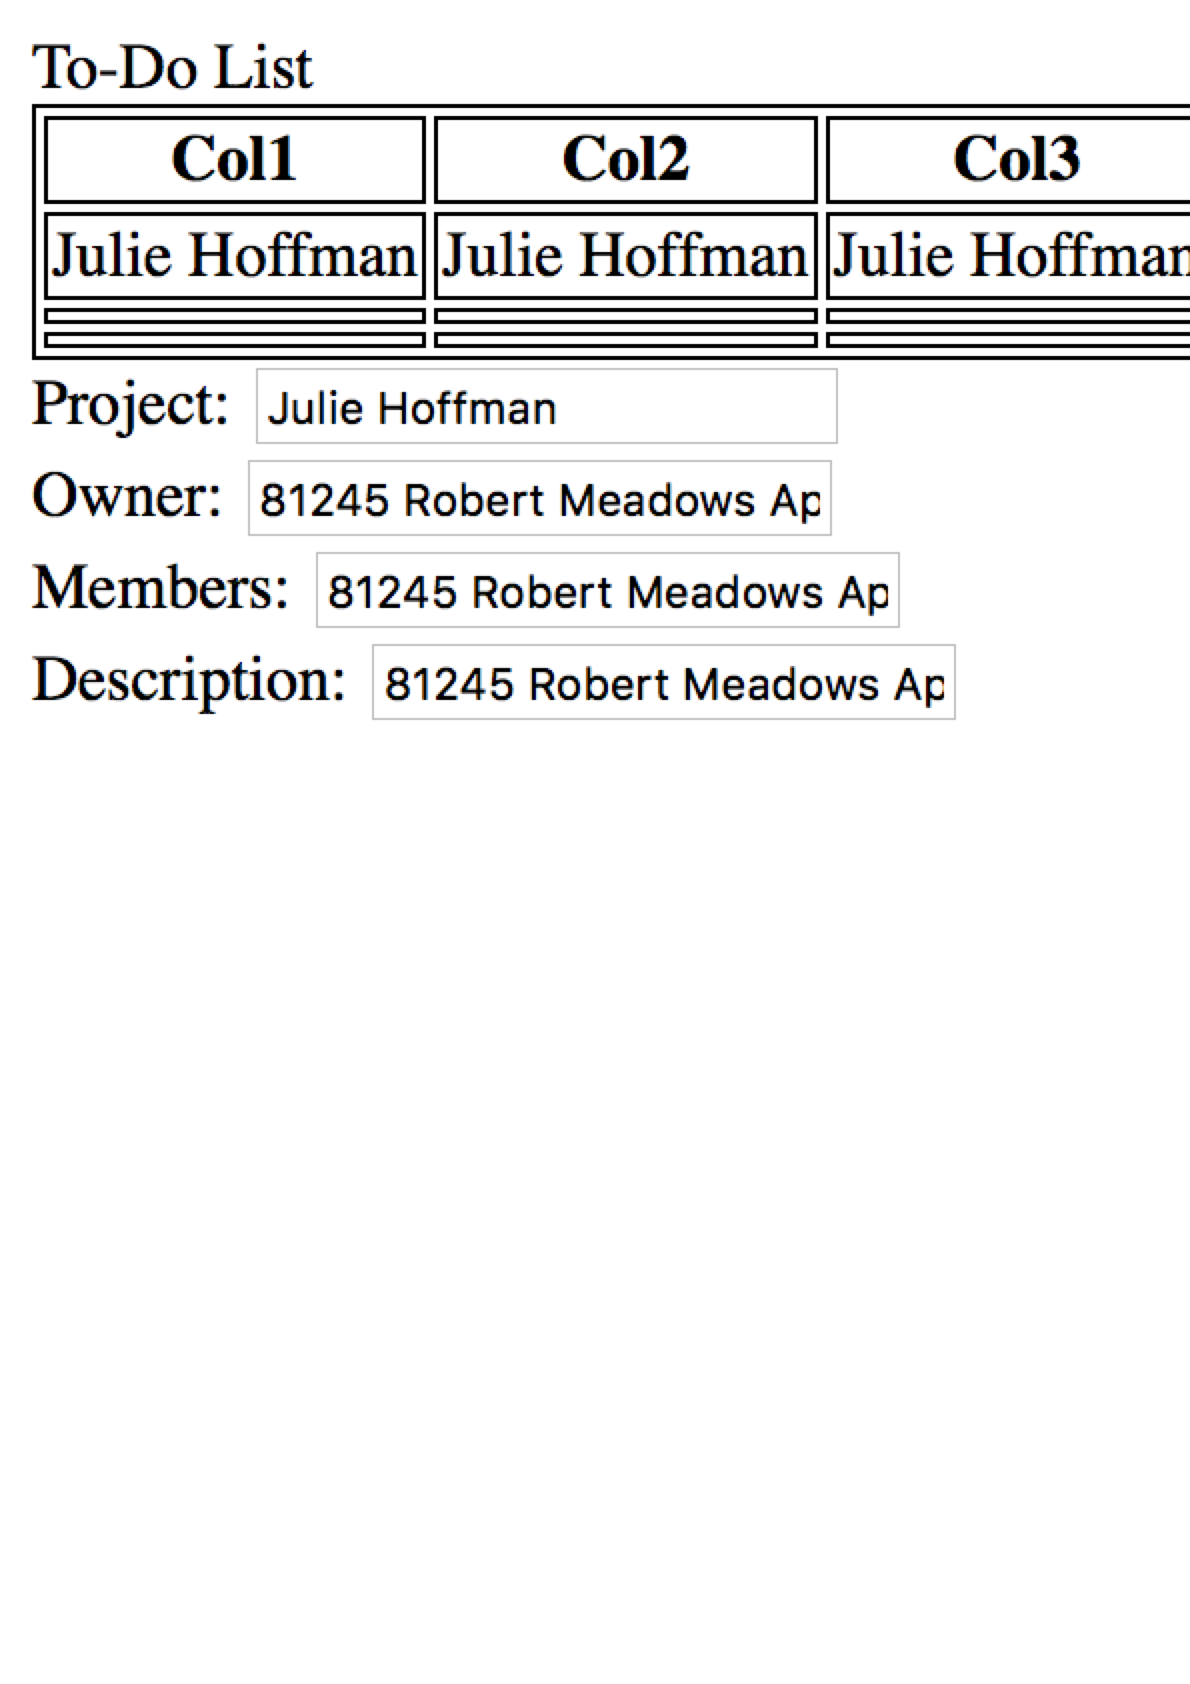 To-Do List
Col1 Col2 Col3
Julie Hoffman Julie Hoffman Julie Hoffman
Project: Julie Hoffman
Owner: 81245 Robert Meadows Ap
Members: 81245 Robert Meadows Ap
Description: 81245 Robert Meadows Ap